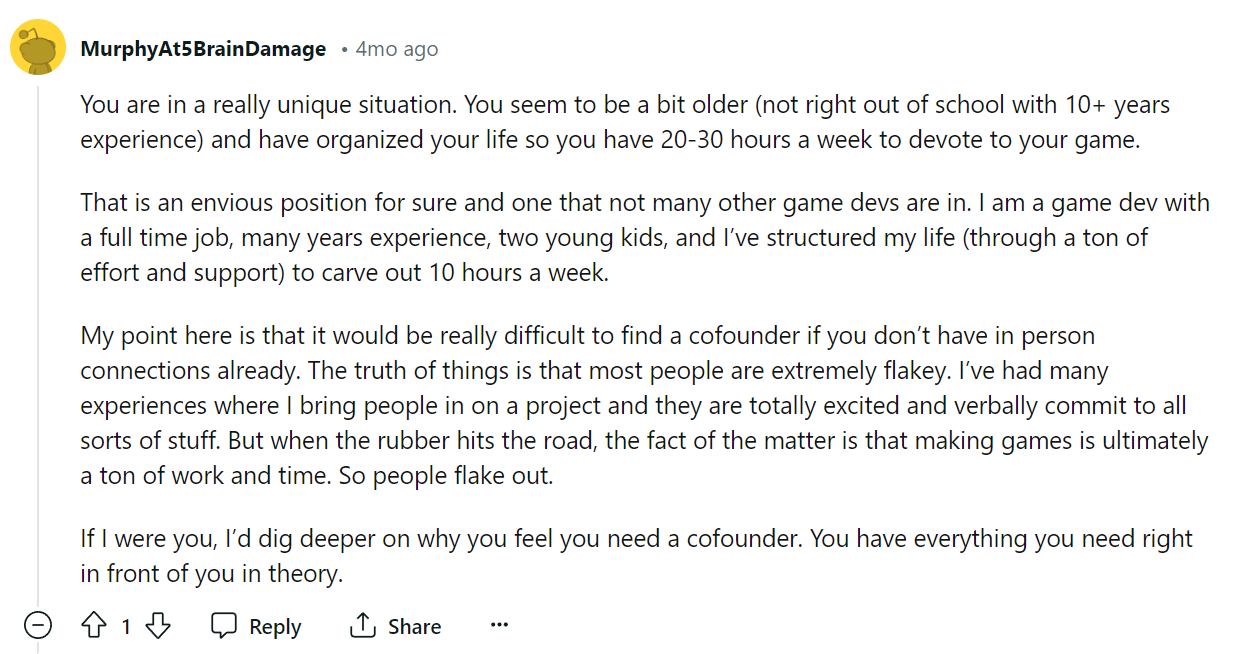 MurphyAt5BrainDamage • 4mo ago
You are in a really unique situation. You seem to be a bit older (not right out of school with 10+ years
experience) and have organized your life so you have 20-30 hours a week to devote to your game.
That is an envious position for sure and one that not many other game devs are in. I am a game dev with
a full time job, many years experience, two young kids, and I’ve structured my life (through a ton of
effort and support) to carve out 10 hours a week.
My point here is that it would be really difficult to find a cofounder if you don’t have in person
connections already. The truth of things is that most people are extremely flakey. I’ve had many
experiences where I bring people in on a project and they are totally excited and verbally commit to all
sorts of stuff. But when the rubber hits the road, the fact of the matter is that making games is ultimately
a ton of work and time. So people flake out.
If I were you, I’d dig deeper on why you feel you need a cofounder. You have everything you need right
in front of you in theory.
1 Reply Share ···